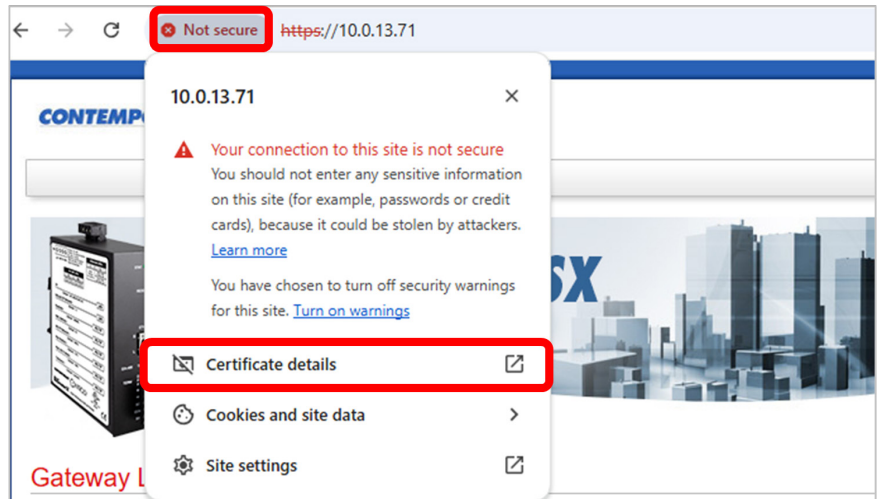 Not secure https://10.0.13.71
10.0.13.71
CONTEMP
Your connection to this site is not secure
You should not enter any sensitive information
on this site (for example, passwords or credit
cards), because it could be stolen by attackers.
Learn more
You have chosen to turn off security warnings
for this site. Turn on warnings
SX
Certificate details
Cookies and site data
Site settings
Gateway L